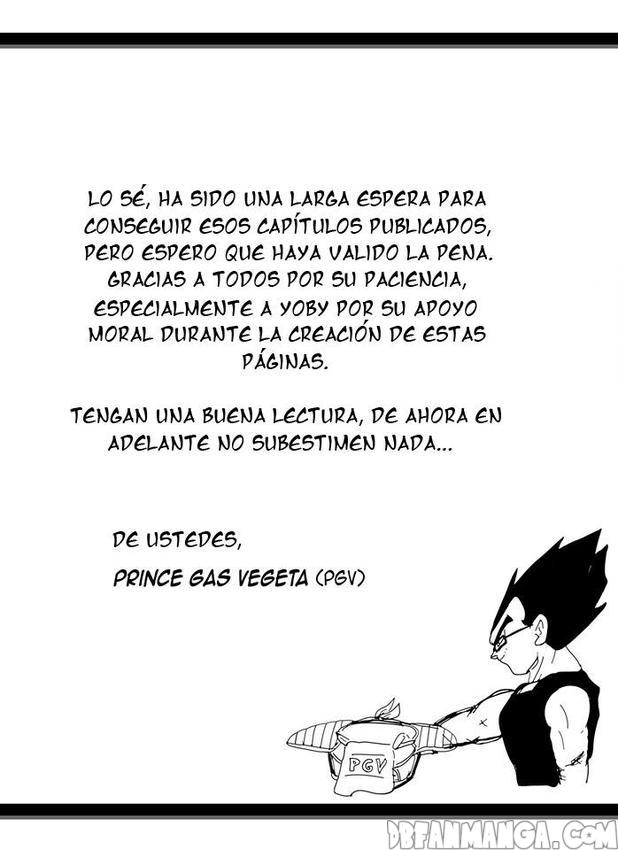 LO SÉ, HA SIDO UNA LARGA ESPERA PARA
CONSEGUIR ESOS CAPÍTULOS PUBLICADOS,
PERO ESPERO QUE HAYA VALIDO LA PENA.
GRACIAS A TODOS POR SU PACIENCIA,
ESPECIALMENTE A YOBY POR SU APOYO
MORAL DURANTE LA CREACIÓN DE ESTAS
PÁGINAS.
TENGAN UNA BUENA LECTURA, DE AHORA EN
ADELANTE NO SUBESTIMEN NADA...
DE USTEDES,
PRINCE GAS VEGETA (PGV)
PGV
DBFANMANGA.COM